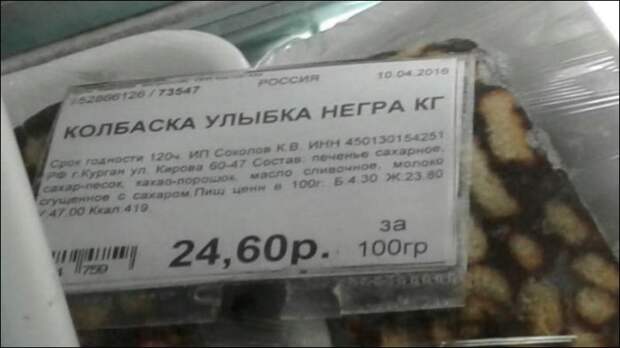 52866126 / 73547 РОССИЯ 10.04.2016
КОЛБАСКА УЛЫБКА НЕГРА КГ
Срок годности 120ч. ИП Соколов К.В. ИНН 450130154251
РФ г.Курган ул. Кирова 60-47 Состав: печенье сахарное,
сахар-песок, какао-порошок, масло сливочное, молоко
сгущенное с сахаром.Пищ ценн в 100г: Б.4.30 Ж:23.80
47.00 Ккал:419.
24,60р. за
100гр
759